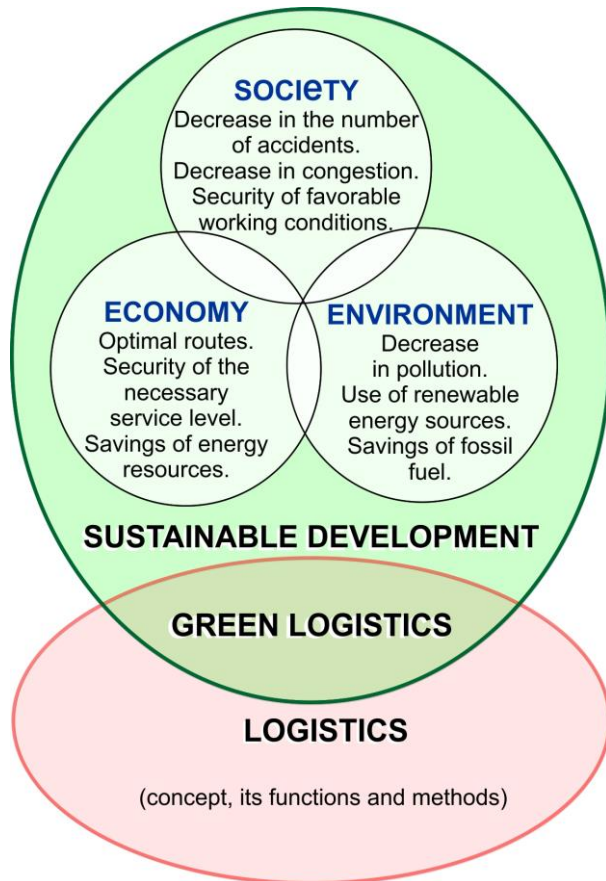 SOCIeTY
Decrease in the number
of accidents.
Decrease in congestion.
Security of favorable
working conditions.
ECONOMY
Optimal routes.
Security of the
necessary
service level.
Savings of energy
resources.
ENVIRONMENT
Decrease
in pollution.
Use of renewable
energy sources.
Savings of fossil
fuel.
SUSTAINABLE DEVELOPMENT
GREEN LOGISTICS
LOGISTICS
(concept, its functions and methods)